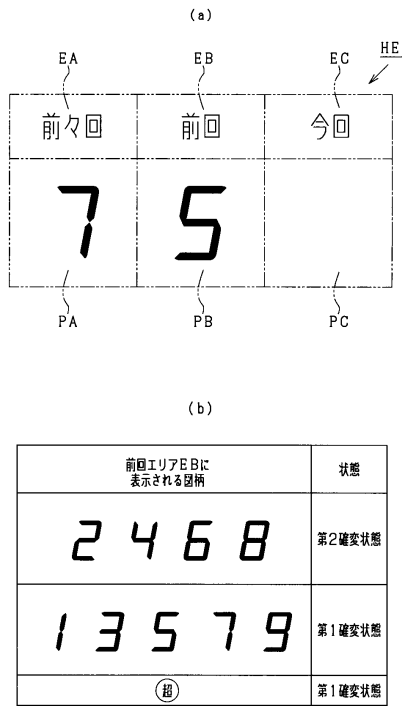 (a)
EA EB EC HE
前々回 前回 今回
7 5
PA PB PC
(b)
前回エリアEBに
表示される図柄
状態
2 4 6 8 第2確変状態
1 3 5 7 9 第1確変状態
超 第1確変状態